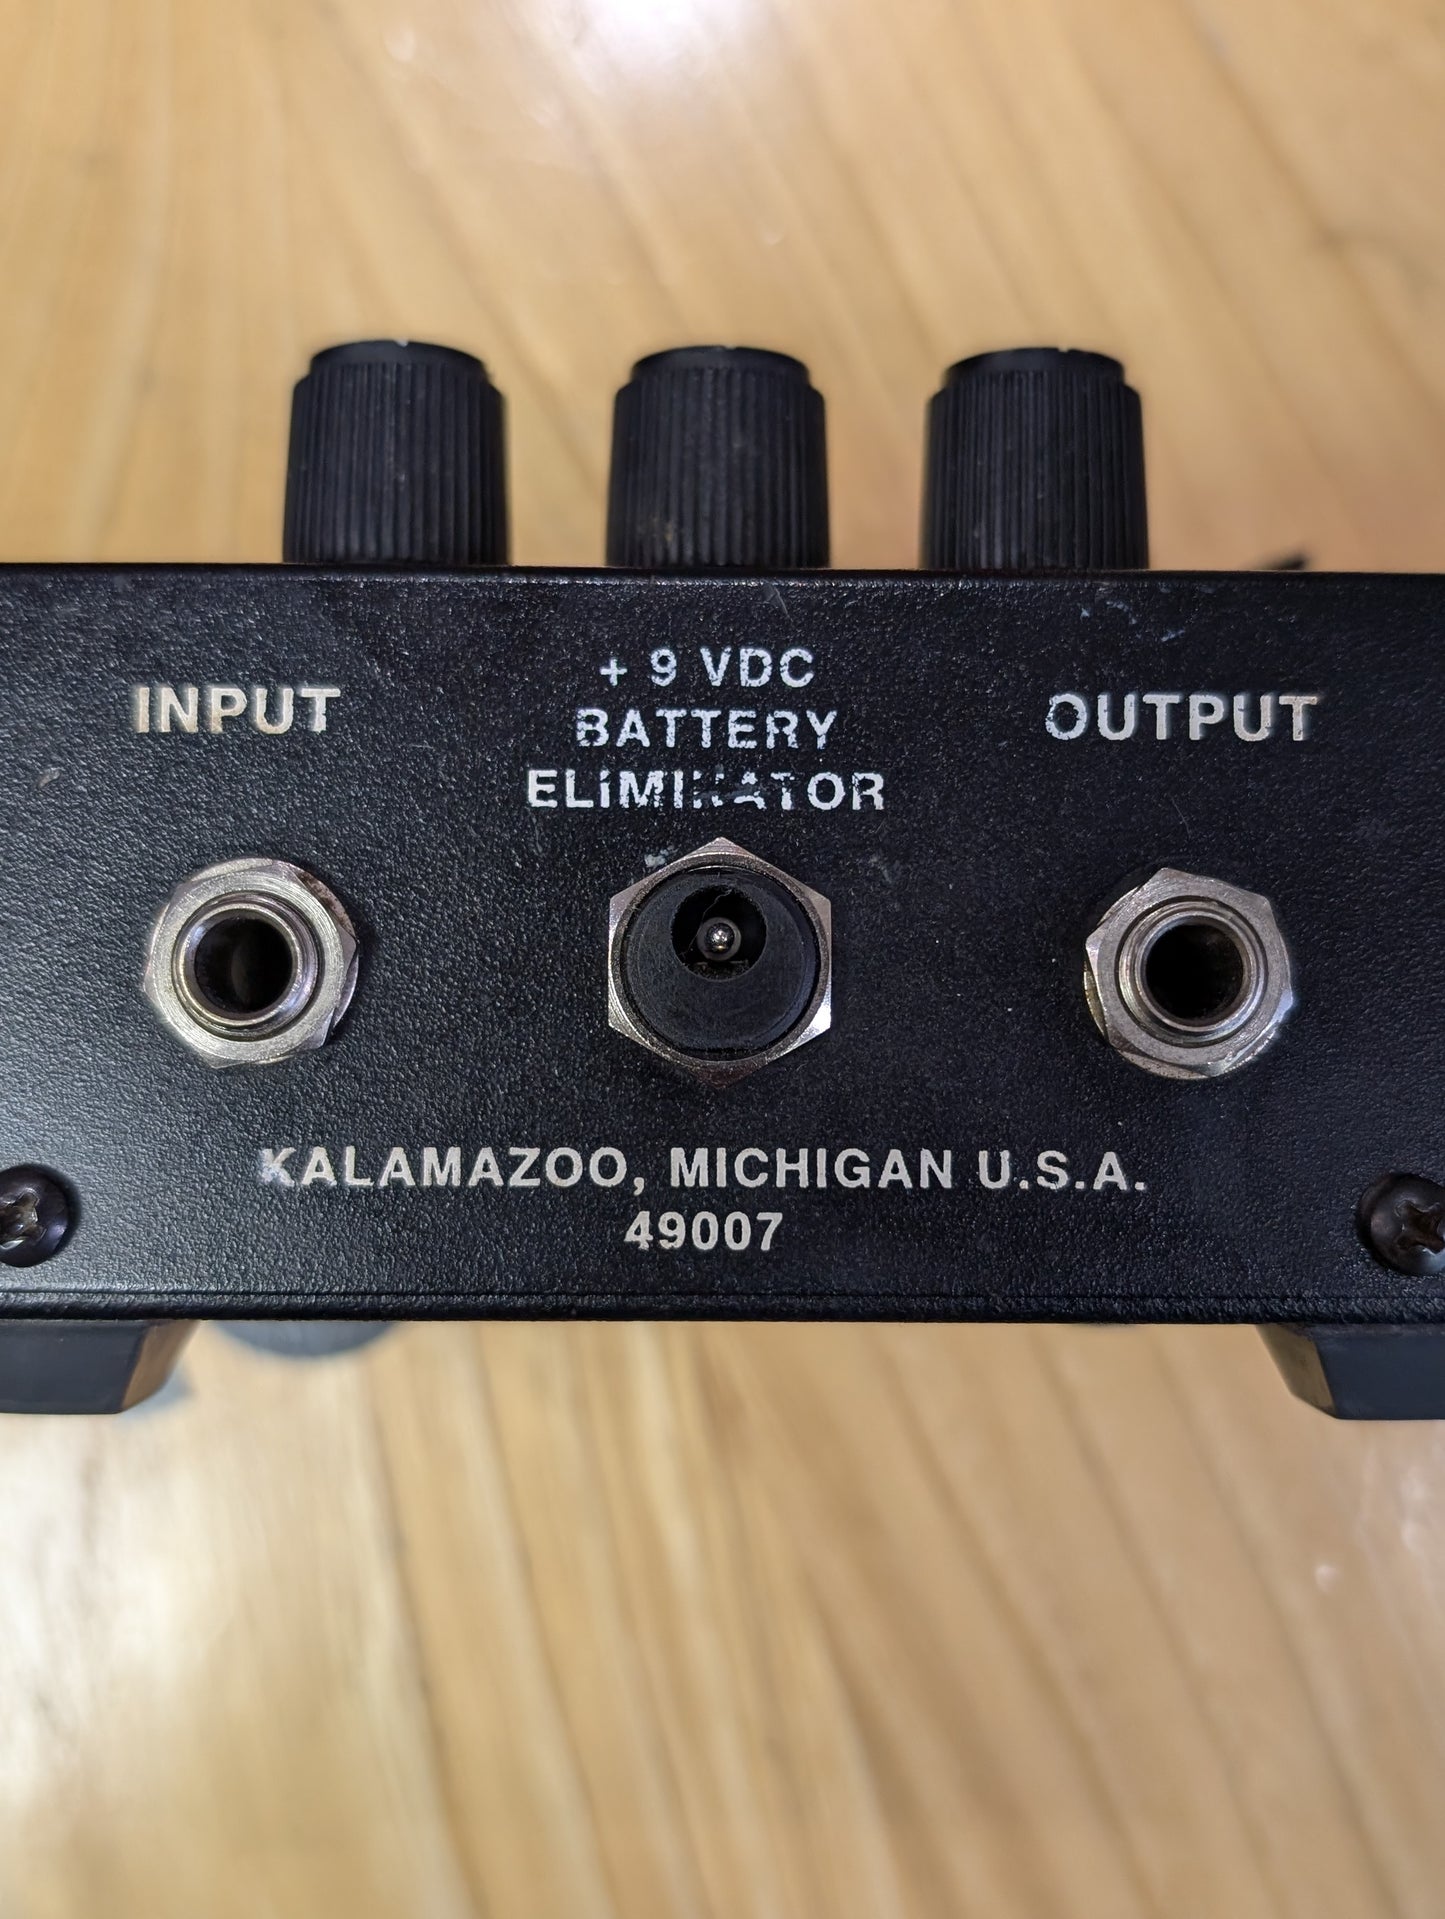 INPUT
+ 9 VDC
BATTERY
ELIMINATOR
OUTPUT
KALAMAZOO, MICHIGAN U.S.A.
49007